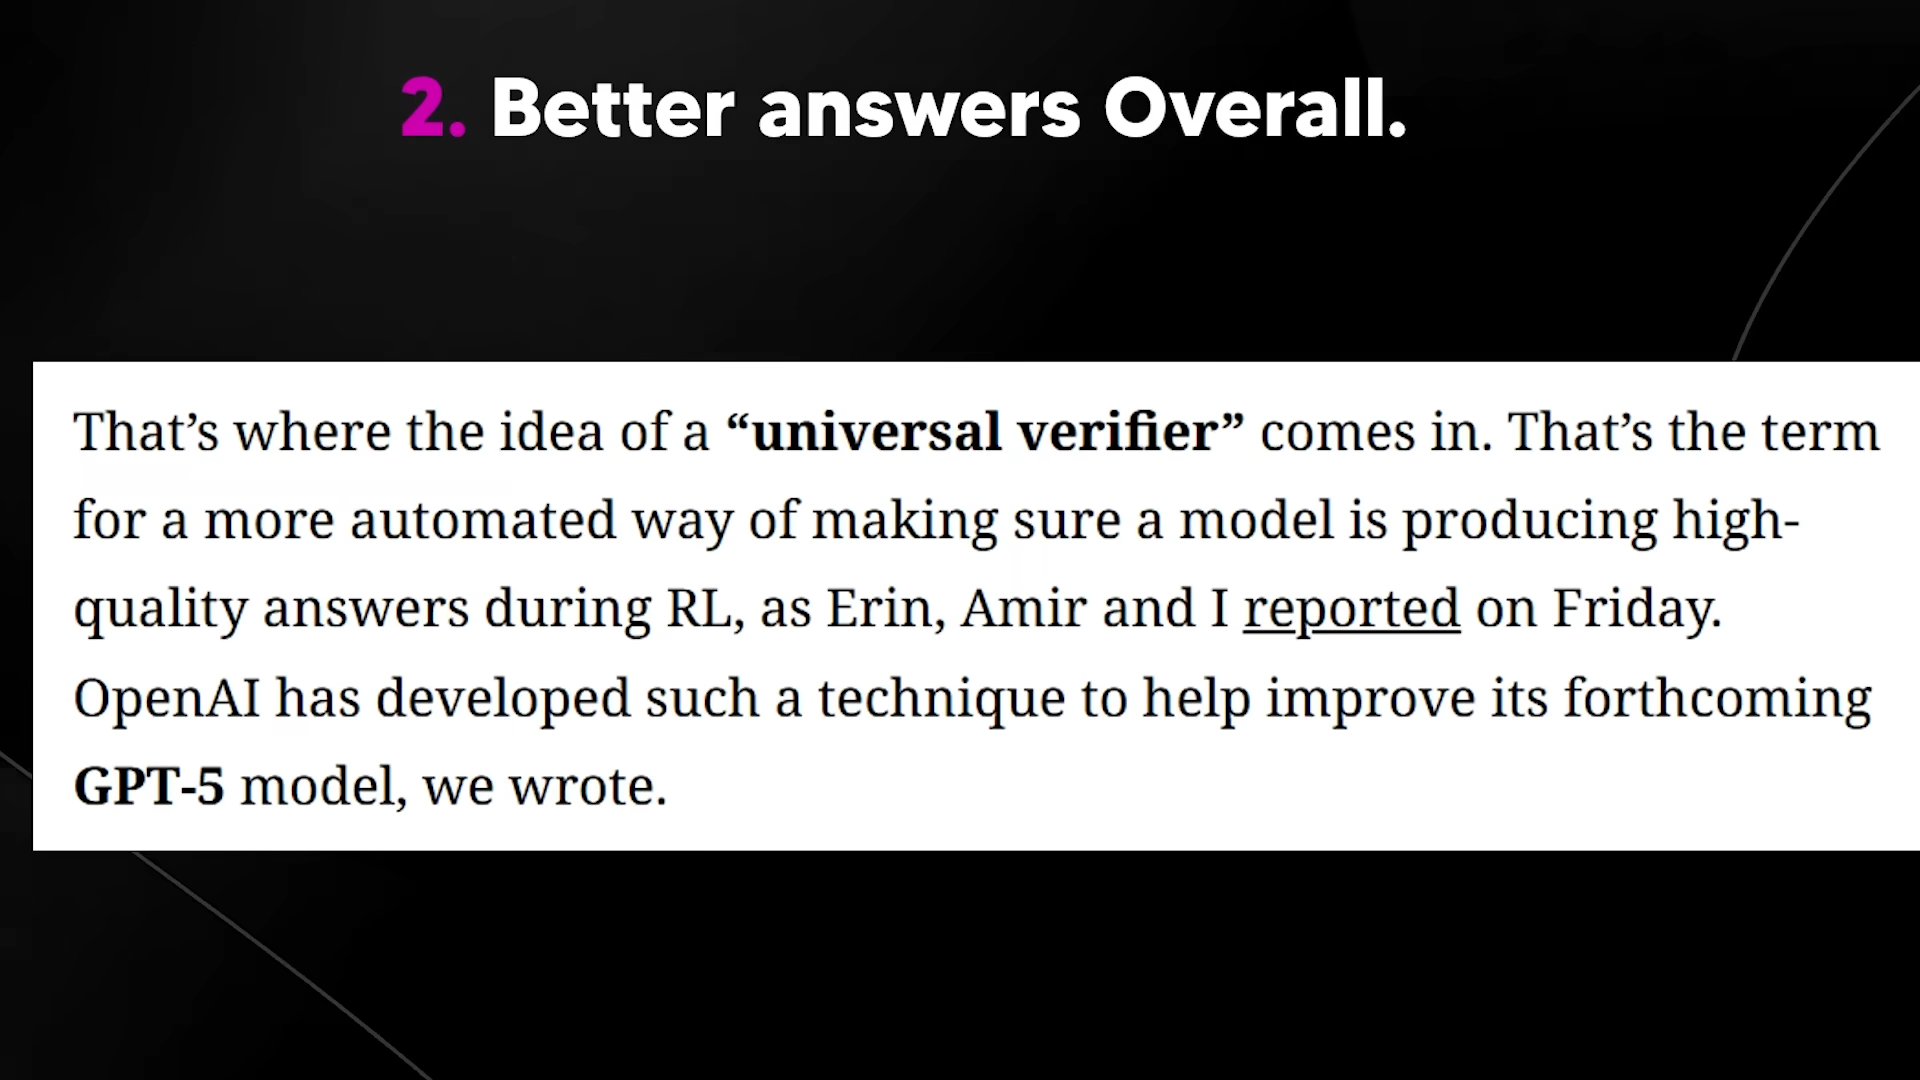 2. Better answers Overall.
That’s where the idea of a “universal verifier” comes in. That’s the term
for a more automated way of making sure a model is producing high-
quality answers during RL, as Erin, Amir and I reported on Friday.
OpenAI has developed such a technique to help improve its forthcoming
GPT-5 model, we wrote.